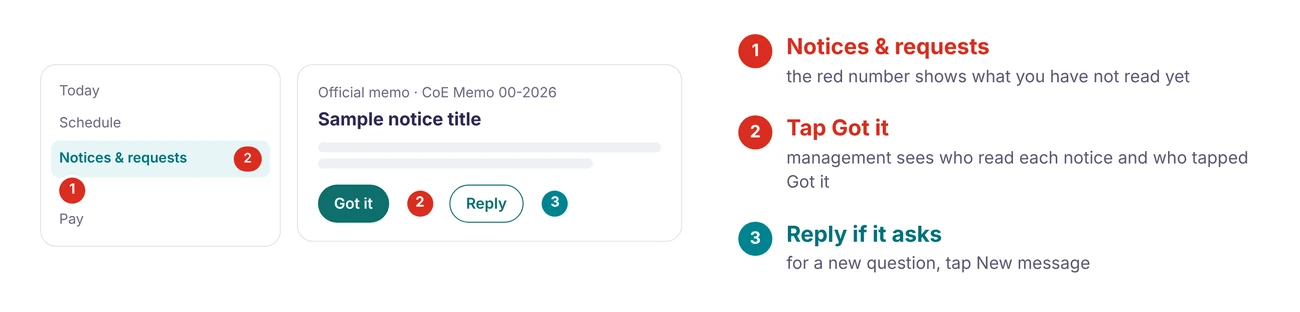 Today
Schedule
Notices & requests 2
1
Pay
Official memo · CoE Memo 00-2026
Sample notice title
Got it 2 Reply 3
1 Notices & requests
the red number shows what you have not read yet
2 Tap Got it
management sees who read each notice and who tapped
Got it
3 Reply if it asks
for a new question, tap New message